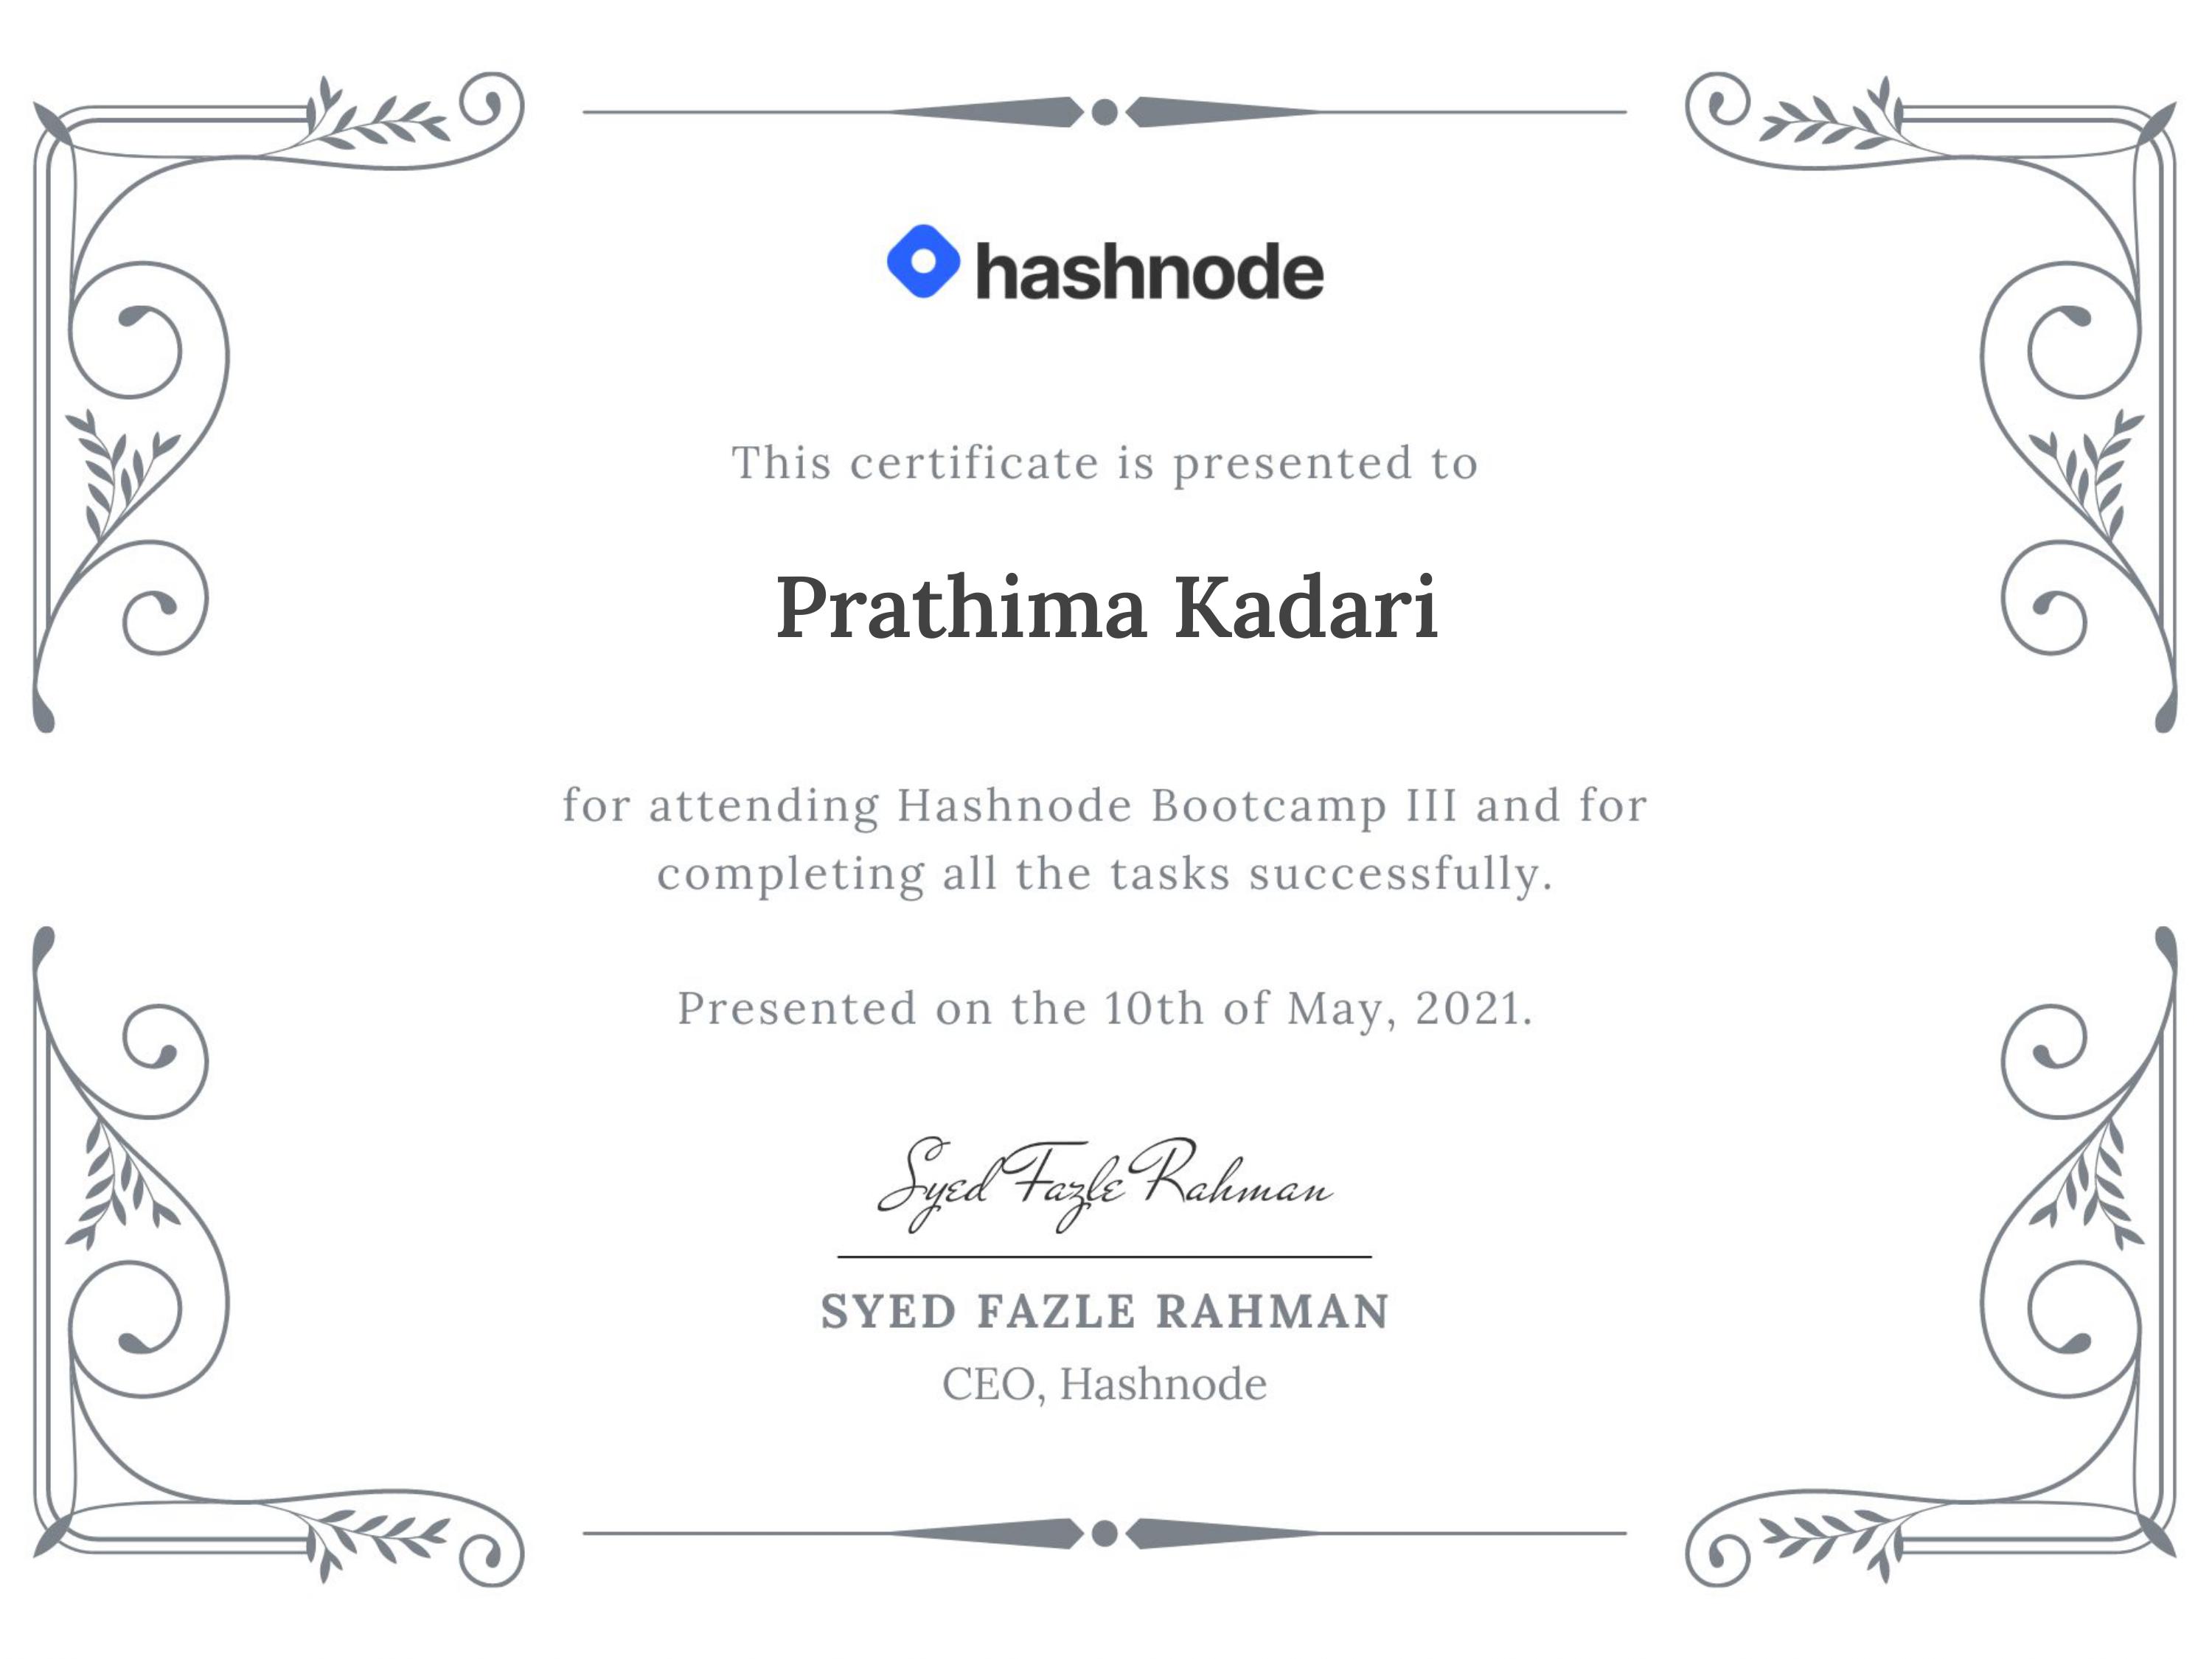 hashnode
This certificate is presented to
Prathima Kadari
for attending Hashnode Bootcamp III and for
completing all the tasks successfully.
Presented on the 10th of May, 2021.
Syed Fazle Rahman
SYED FAZLE RAHMAN
CEO, Hashnode